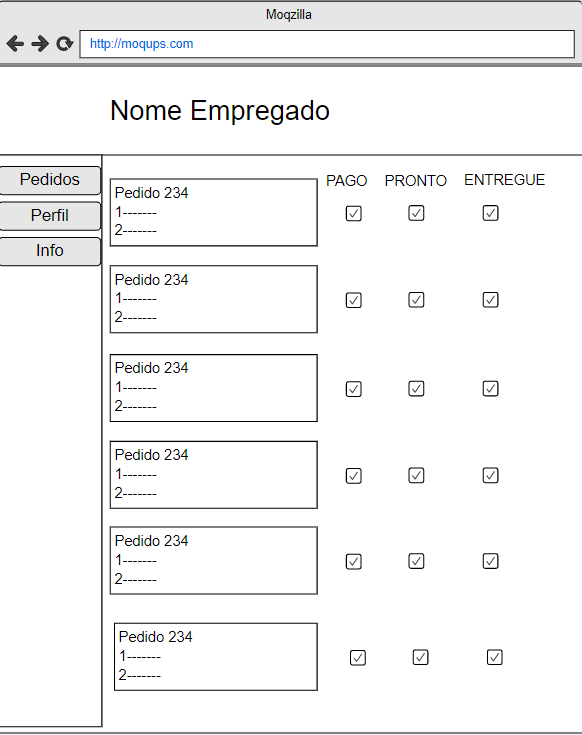 Moqzilla
http://moqups.com
Nome Empregado
Pedidos
Perfil
Info
PAGO PRONTO ENTREGUE
Pedido 234
1-------
2-------
Pedido 234
1-------
2-------
Pedido 234
1-------
2-------
Pedido 234
1-------
2-------
Pedido 234
1-------
2-------
Pedido 234
1-------
2-------